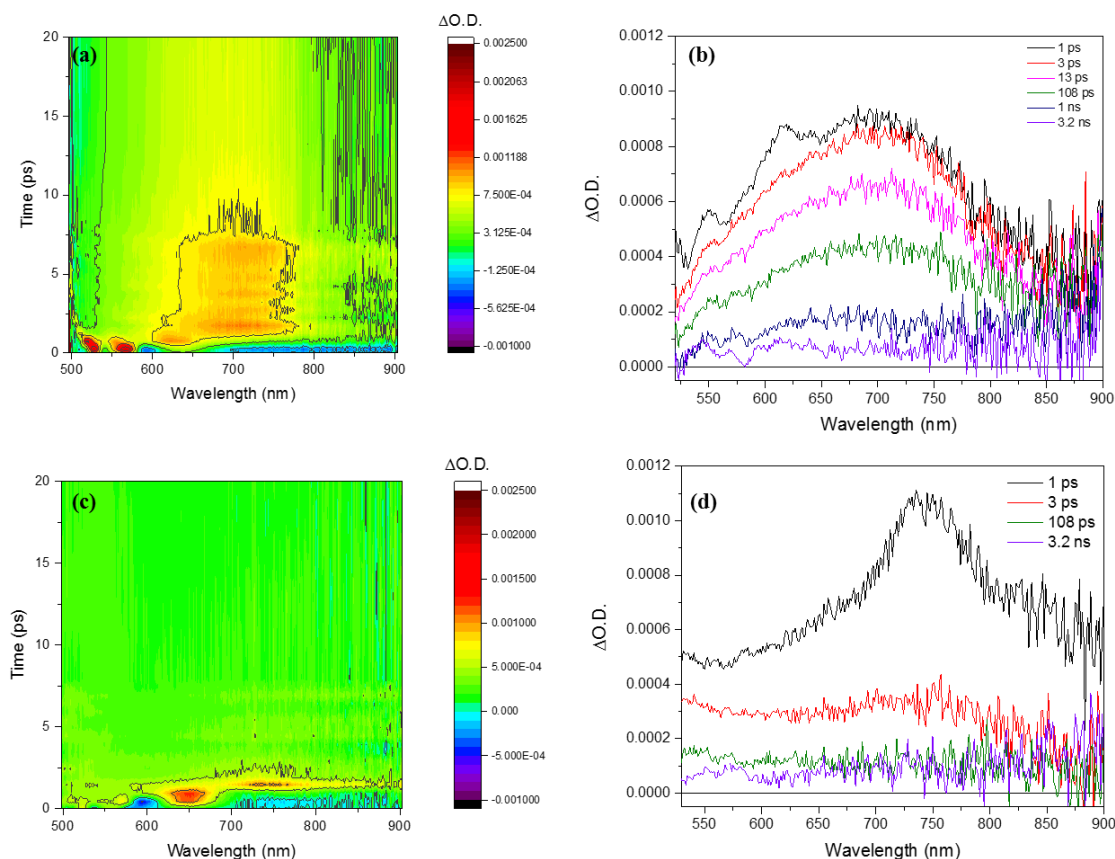 ΔO.D.
(a)
0.002500
0.002063
0.001625
0.001188
7.500E-04
3.125E-04
-1.250E-04
-5.625E-04
-0.001000
20
15
10
5
0
Time (ps)
500 600 700 800 900
Wavelength (nm)
(b)
1 ps
3 ps
13 ps
108 ps
1 ns
3.2 ns
0.0012
0.0010
0.0008
0.0006
0.0004
0.0002
0.0000
ΔO.D.
550 600 650 700 750 800 850 900
Wavelength (nm)
ΔO.D.
(c)
0.002500
0.001500
5.000E-04
0.000
-5.000E-04
-0.001000
20
15
10
5
0
Time (ps)
500 600 700 800 900
Wavelength (nm)
(d)
1 ps
3 ps
108 ps
3.2 ns
0.0012
0.0010
0.0008
0.0006
0.0004
0.0002
0.0000
ΔO.D.
550 600 650 700 750 800 850 900
Wavelength (nm)